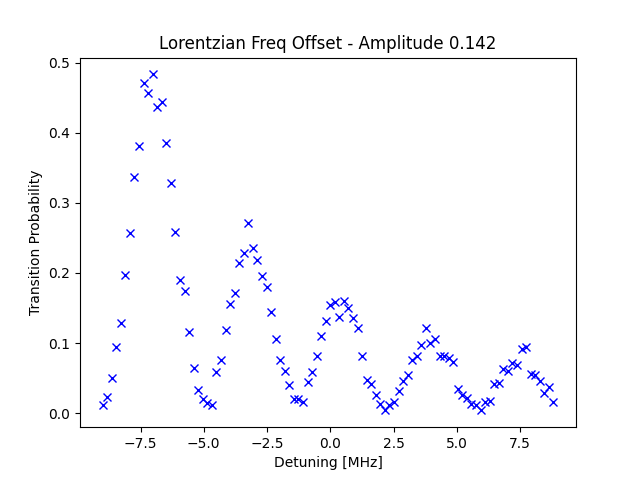 Lorentzian Freq Offset - Amplitude 0.142
Transition Probability
0.5
0.4
0.3
0.2
0.1
0.0
−7.5 −5.0 −2.5 0.0 2.5 5.0 7.5
Detuning [MHz]